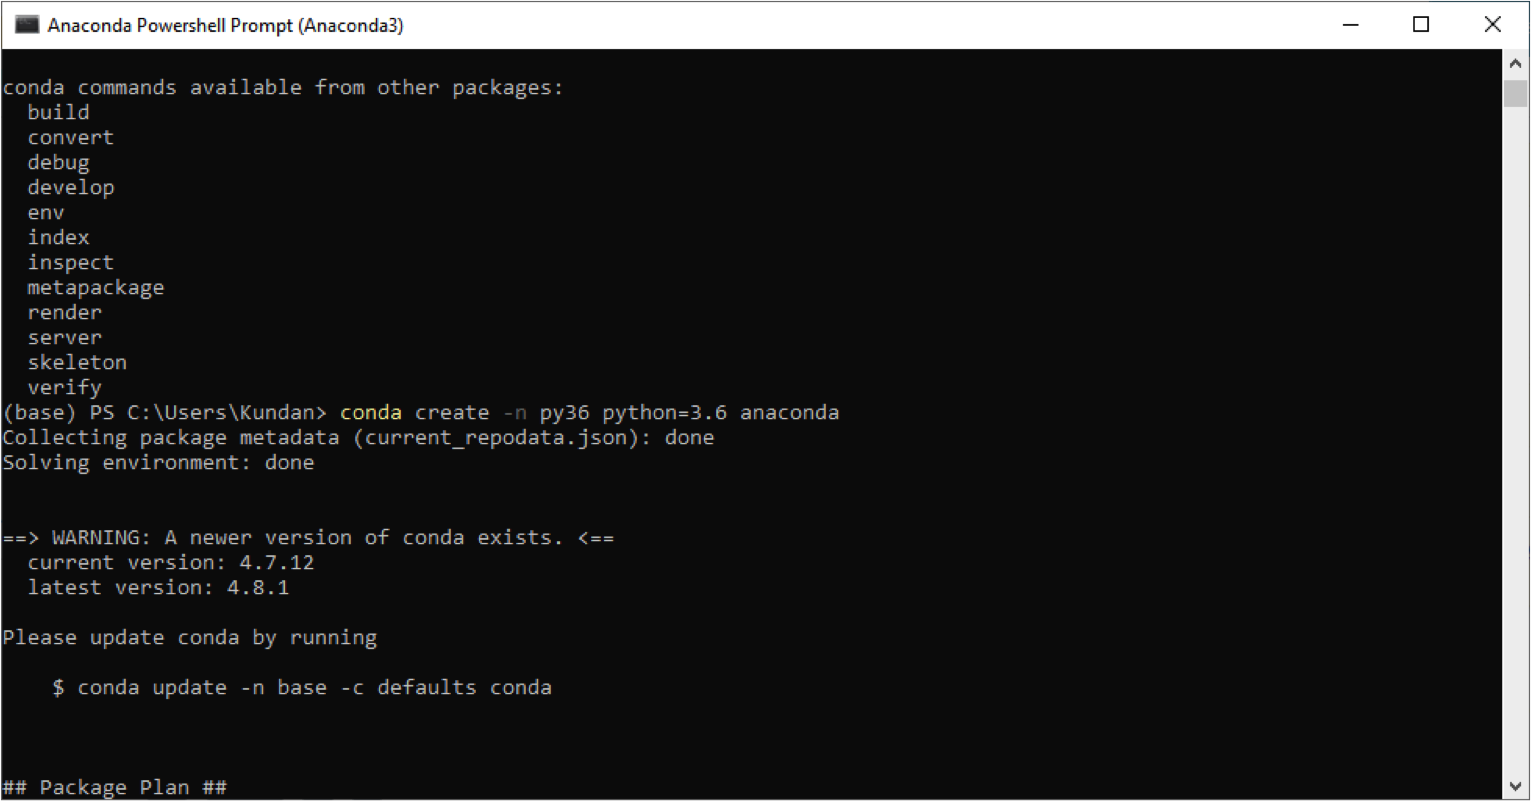 Anaconda Powershell Prompt (Anaconda3)
conda commands available from other packages:
build
convert
debug
develop
env
index
inspect
metapackage
render
server
skeleton
verify
(base) PS C:\Users\Kundan> conda create -n py36 python=3.6 anaconda
Collecting package metadata (current_repodata.json): done
Solving environment: done
==> WARNING: A newer version of conda exists. <==
current version: 4.7.12
latest version: 4.8.1
Please update conda by running
$ conda update -n base -c defaults conda
## Package Plan ##